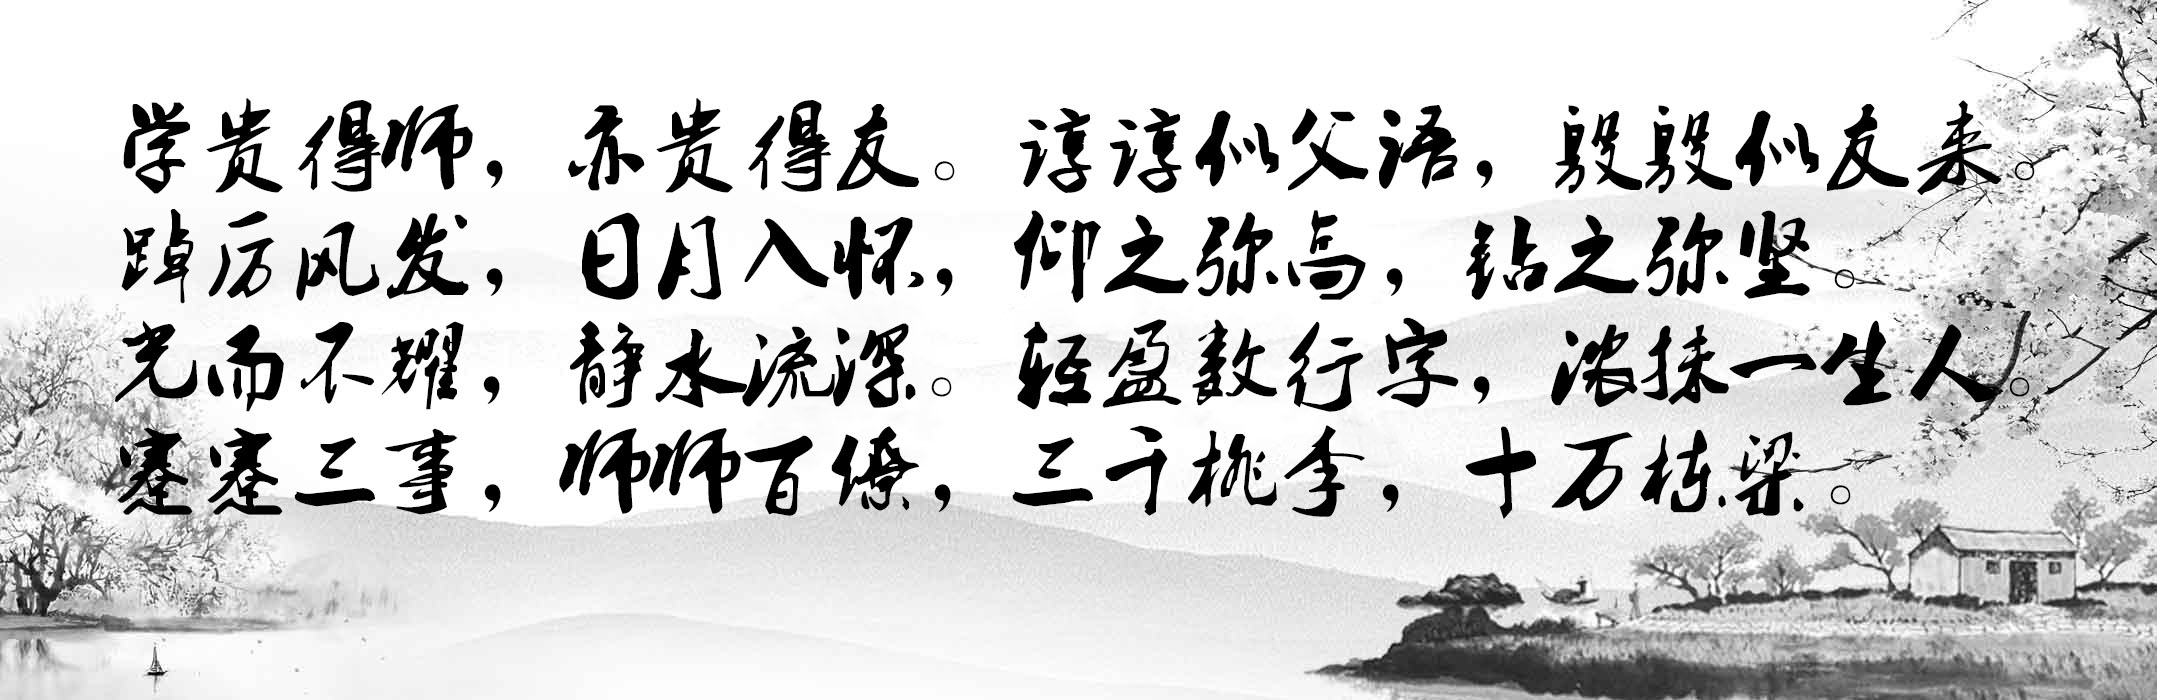 学贵得师，亦贵得友。谆谆似父语，殷殷似友来。
踔厉风发，日月入怀，仰之弥高，钻之弥坚。
光而不耀，静水流深。轻盈数行字，浓抹一生人。
蹇蹇三事，师师百僚，三千桃李，十万栋梁。